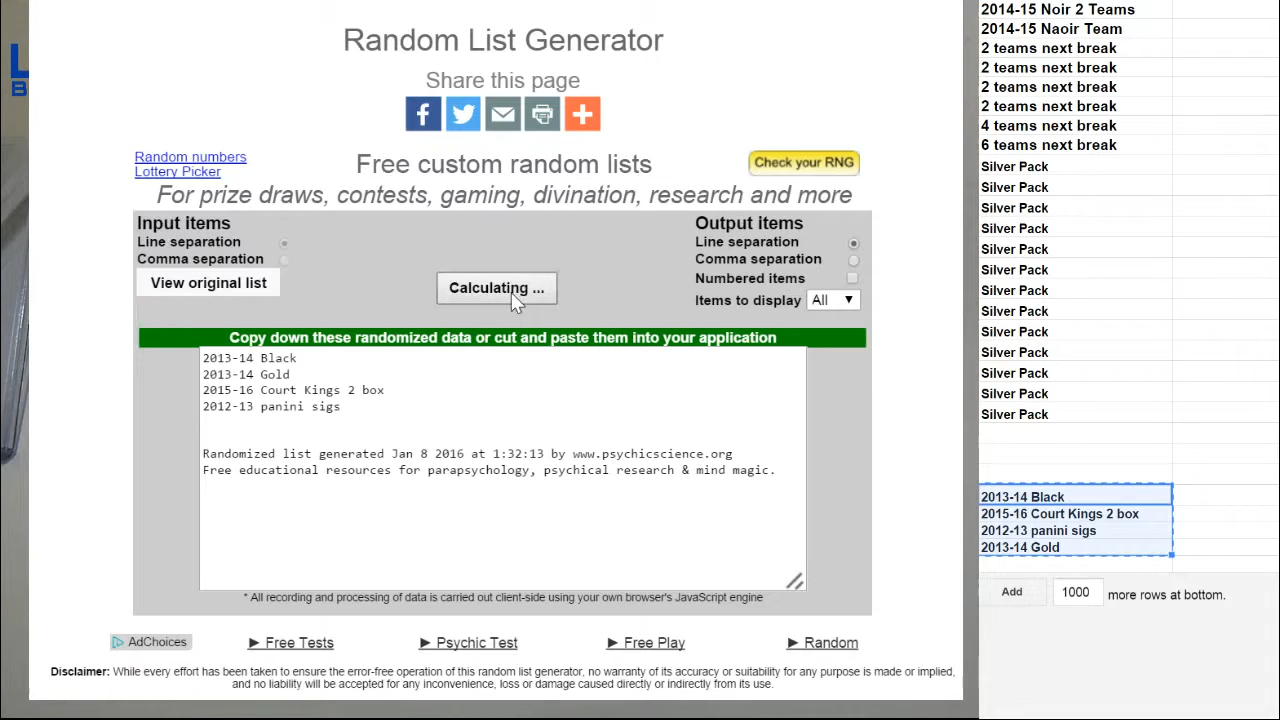 Random List Generator
Share this page
Random numbers
Lottery Picker
Free custom random lists
Check your RNG
For prize draws, contests, gaming, divination, research and more
Input items
Line separation
Comma separation
View original list
Calculating ...
Output items
Line separation
Comma separation
Numbered items
Items to display All
Copy down these randomized data or cut and paste them into your application
2013-14 Black
2013-14 Gold
2015-16 Court Kings 2 box
2012-13 panini sigs
Randomized list generated Jan 8 2016 at 1:32:13 by www.psychicscience.org
Free educational resources for parapsychology, psychical research & mind magic.
* All recording and processing of data is carried out client-side using your own browser's JavaScript engine
AdChoices
► Free Tests
► Psychic Test
► Free Play
► Random
Disclaimer: While every effort has been taken to ensure the error-free operation of this random list generator, no warranty of its accuracy or suitability for any purpose is made or implied,
and no liability will be accepted for any inconvenience, loss or damage caused directly or indirectly from its use.
2014-15 Noir 2 Teams
2014-15 Naoir Team
2 teams next break
2 teams next break
2 teams next break
2 teams next break
4 teams next break
6 teams next break
Silver Pack
Silver Pack
Silver Pack
Silver Pack
Silver Pack
Silver Pack
Silver Pack
Silver Pack
Silver Pack
Silver Pack
Silver Pack
Silver Pack
Silver Pack
2013-14 Black
2015-16 Court Kings 2 box
2012-13 panini sigs
2013-14 Gold
Add 1000 more rows at bottom.